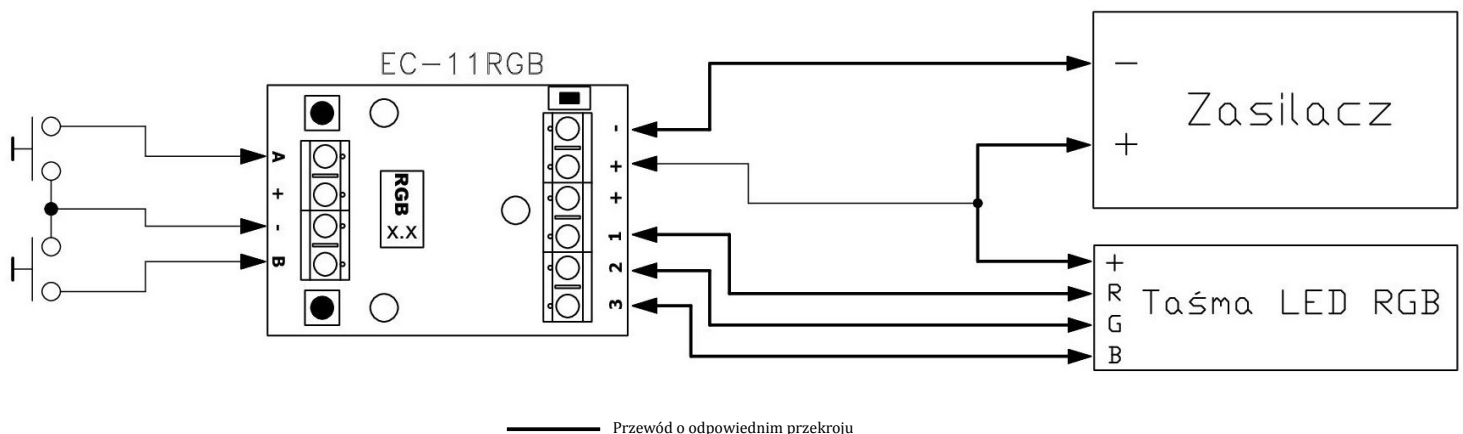 EC-11RGB
A
+
-
B
RGB
X.X
-
+
+
1
2
3
−
+
Zasilacz
+
R
G
B
Taśma LED RGB
Przewód o odpowiednim przekroju